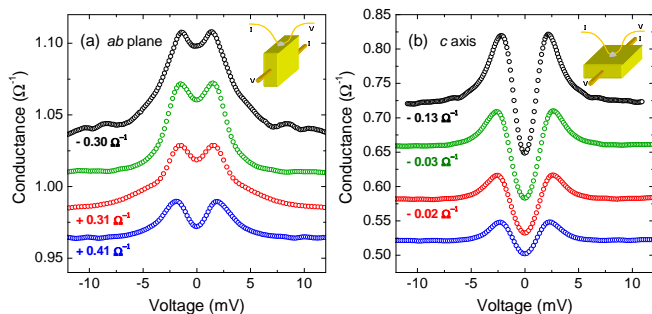 (a) ab plane
I
V
I
V
1.10
1.05
1.00
0.95
Conductance (Ω⁻¹)
- 0.30 Ω⁻¹
+ 0.31 Ω⁻¹
+ 0.41 Ω⁻¹
-10 -5 0 5 10
Voltage (mV)
(b) c axis
I
V
I
V
0.80
0.75
0.70
0.65
0.60
0.55
0.50
Conductance (Ω⁻¹)
- 0.13 Ω⁻¹
- 0.03 Ω⁻¹
- 0.02 Ω⁻¹
-10 -5 0 5 10
Voltage (mV)